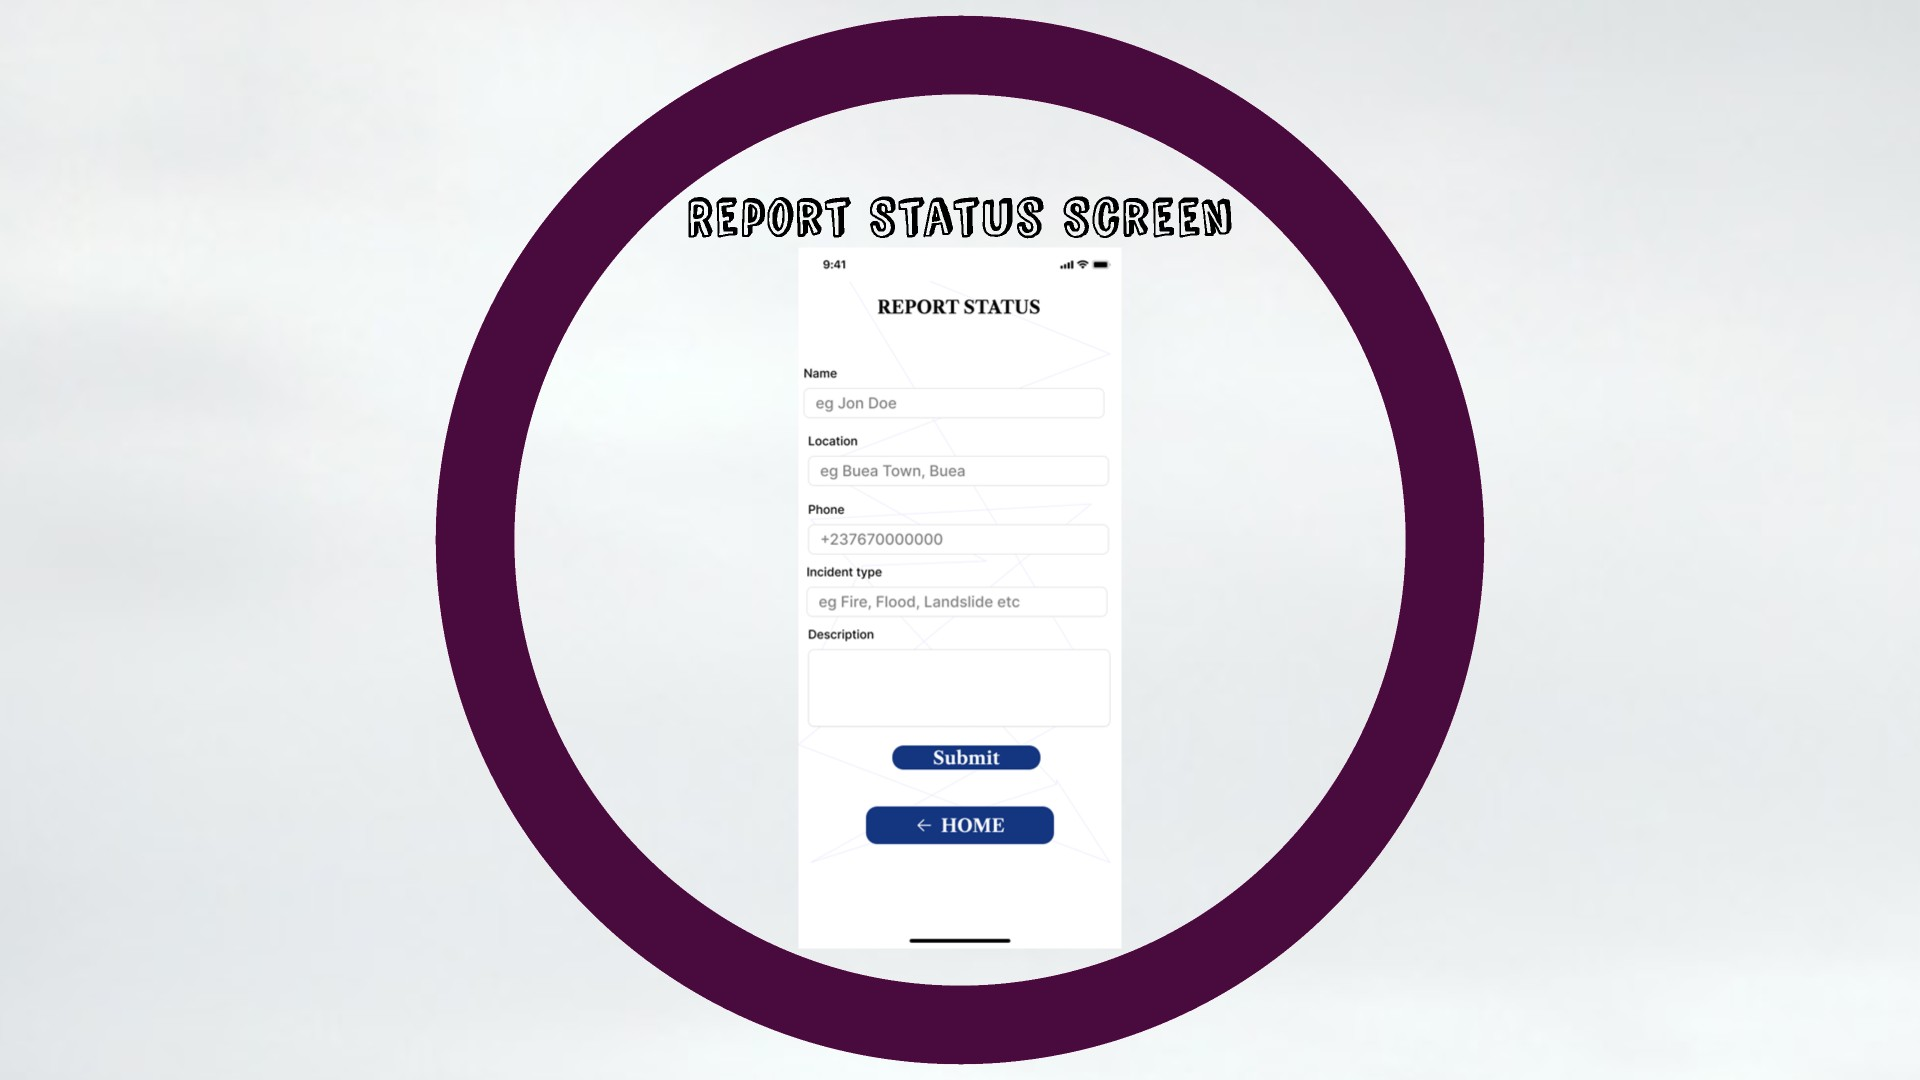 REPORT STATUS SCREEN
9:41
REPORT STATUS
Name
eg Jon Doe
Location
eg Buea Town, Buea
Phone
+237670000000
Incident type
eg Fire, Flood, Landslide etc
Description
Submit
← HOME